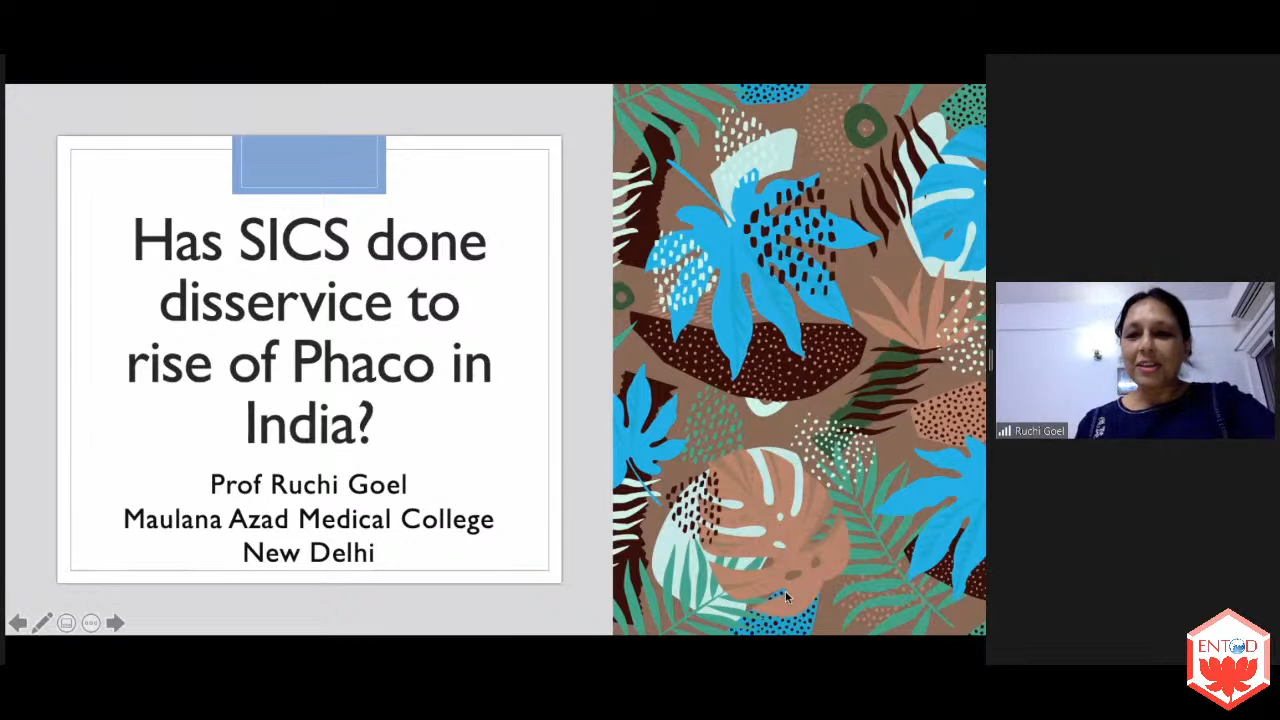 Has SICS done
disservice to
rise of Phaco in
India?
Prof Ruchi Goel
Maulana Azad Medical College
New Delhi
Ruchi Goel
ENTOD